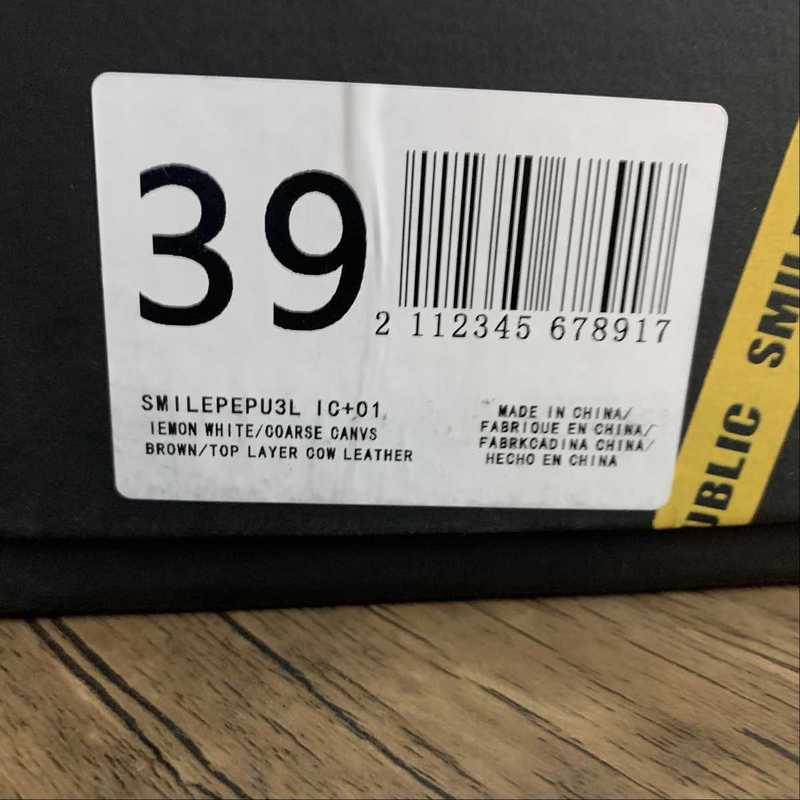 39
2 112345 678917
SMILEPEPU3L IC+01
IEMON WHITE/COARSE CANVS
BROWN/TOP LAYER COW LEATHER
MADE IN CHINA/
FABRIQUE EN CHINA/
FABRKCADINA CHINA/
HECHO EN CHINA
UBLIC SMILE